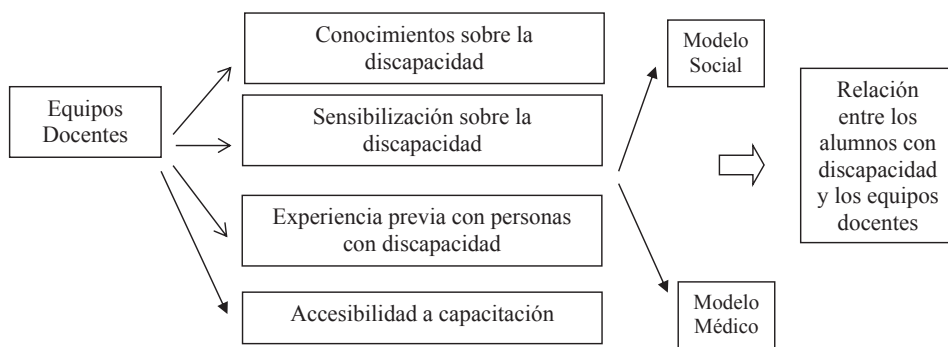 Equipos
Docentes
Conocimientos sobre la
discapacidad
Sensibilización sobre la
discapacidad
Experiencia previa con personas
con discapacidad
Accesibilidad a capacitación
Modelo
Social
Modelo
Médico
Relación
entre los
alumnos con
discapacidad
y los equipos
docentes